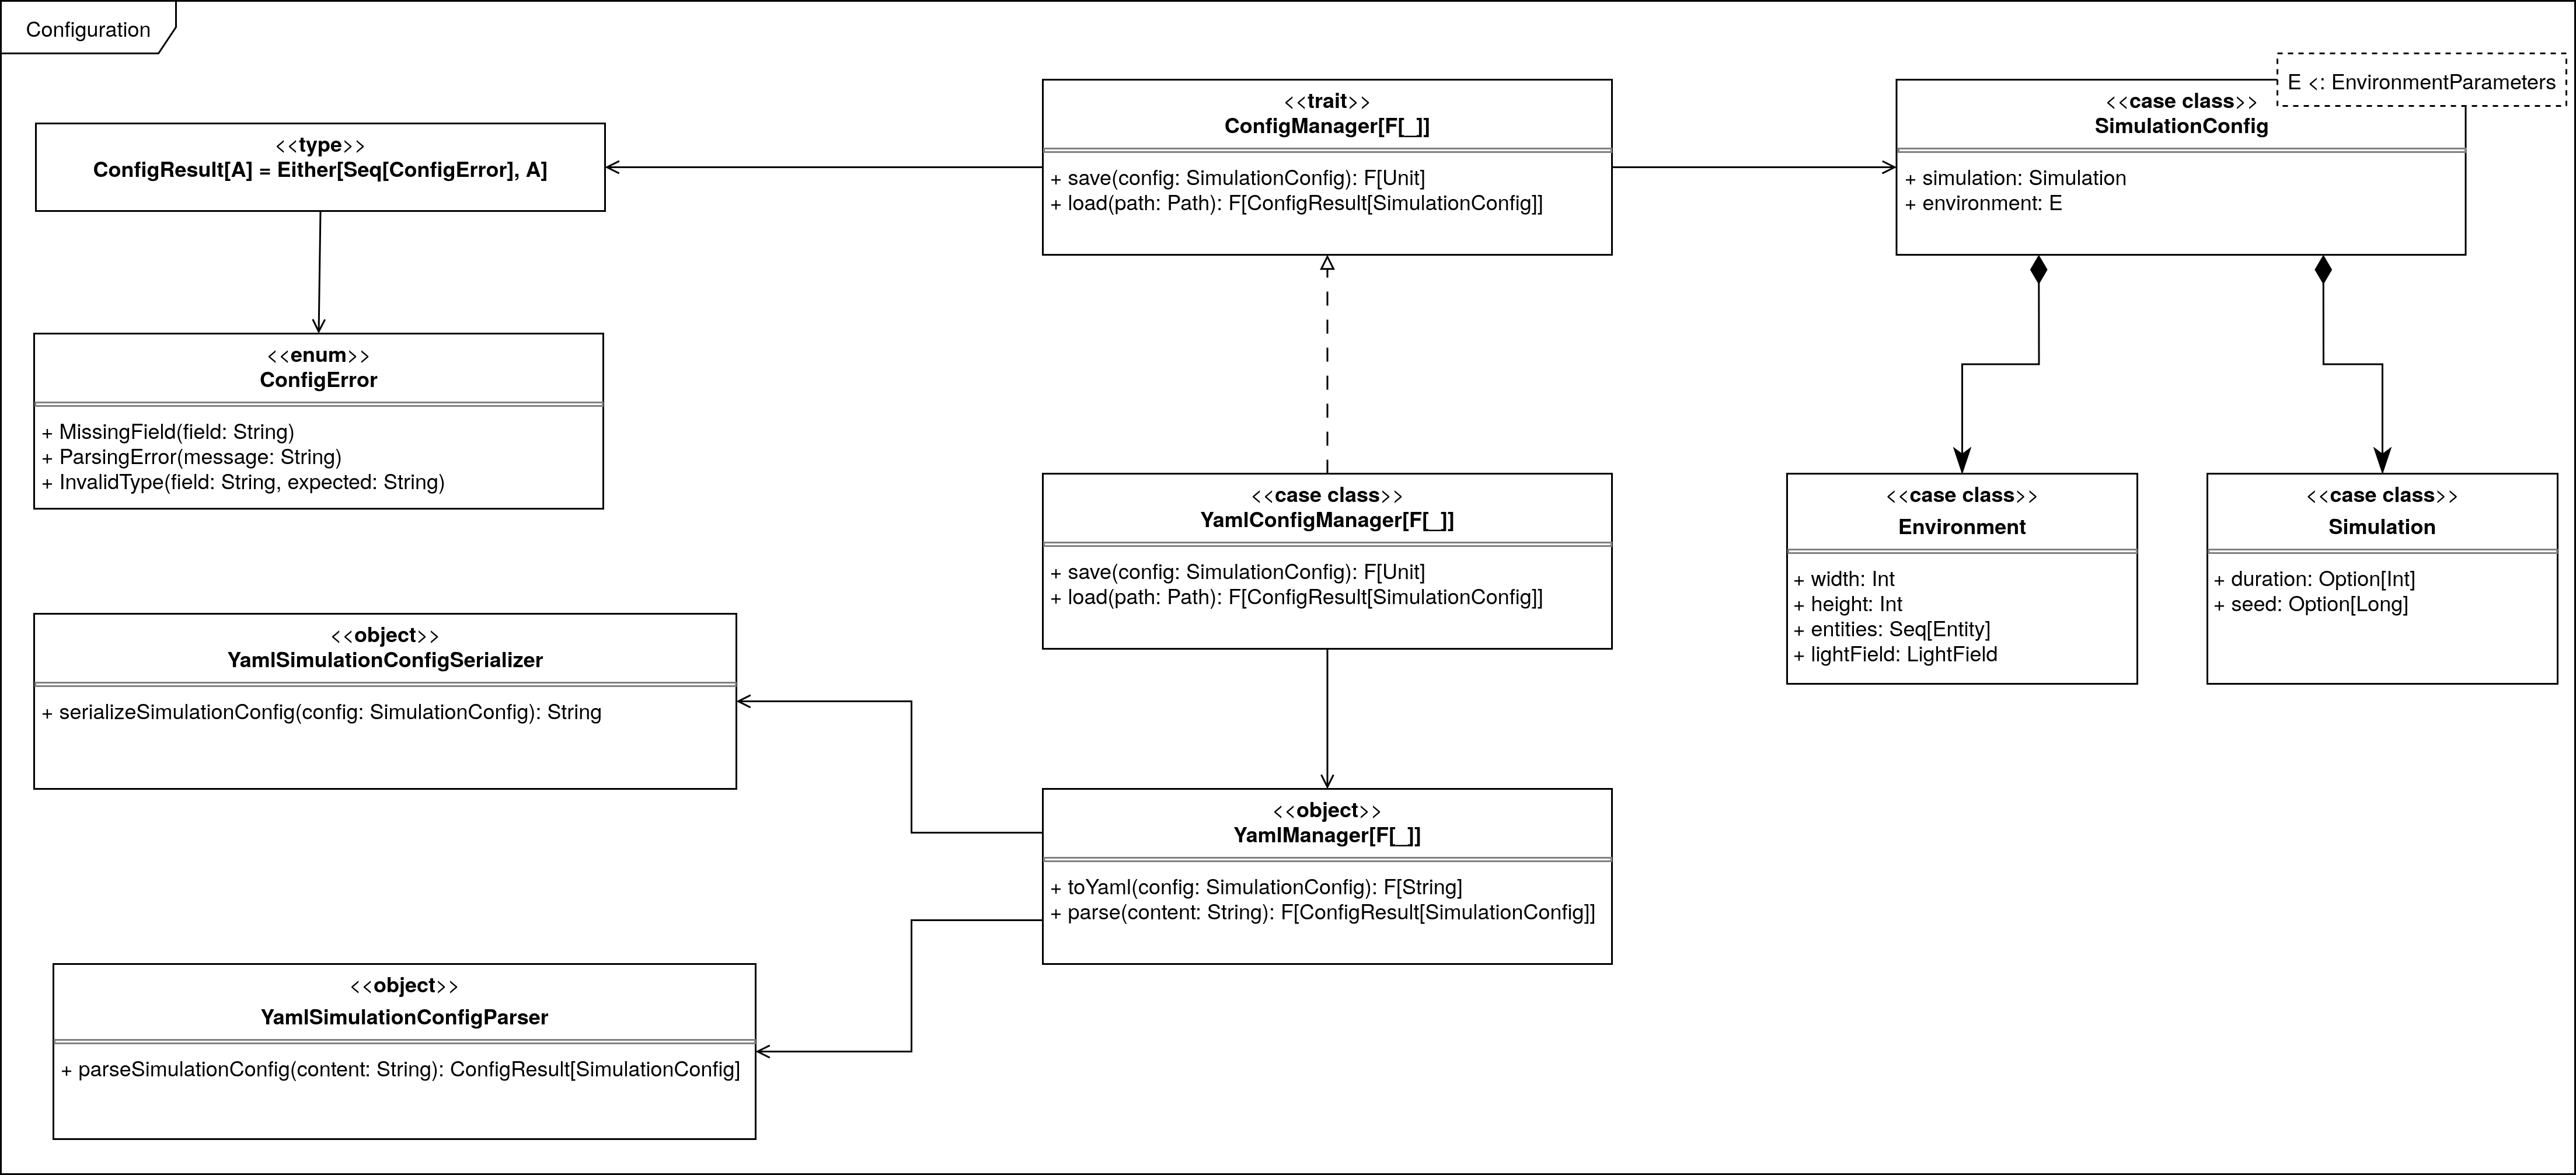 Configuration
<<type>>
ConfigResult[A] = Either[Seq[ConfigError], A]
<<trait>>
ConfigManager[F[_]]
+ save(config: SimulationConfig): F[Unit]
+ load(path: Path): F[ConfigResult[SimulationConfig]]
E <: EnvironmentParameters
<<case class>>
SimulationConfig
+ simulation: Simulation
+ environment: E
<<enum>>
ConfigError
+ MissingField(field: String)
+ ParsingError(message: String)
+ InvalidType(field: String, expected: String)
<<case class>>
YamlConfigManager[F[_]]
+ save(config: SimulationConfig): F[Unit]
+ load(path: Path): F[ConfigResult[SimulationConfig]]
<<case class>>
Environment
+ width: Int
+ height: Int
+ entities: Seq[Entity]
+ lightField: LightField
<<case class>>
Simulation
+ duration: Option[Int]
+ seed: Option[Long]
<<object>>
YamlSimulationConfigSerializer
+ serializeSimulationConfig(config: SimulationConfig): String
<<object>>
YamlManager[F[_]]
+ toYaml(config: SimulationConfig): F[String]
+ parse(content: String): F[ConfigResult[SimulationConfig]]
<<object>>
YamlSimulationConfigParser
+ parseSimulationConfig(content: String): ConfigResult[SimulationConfig]